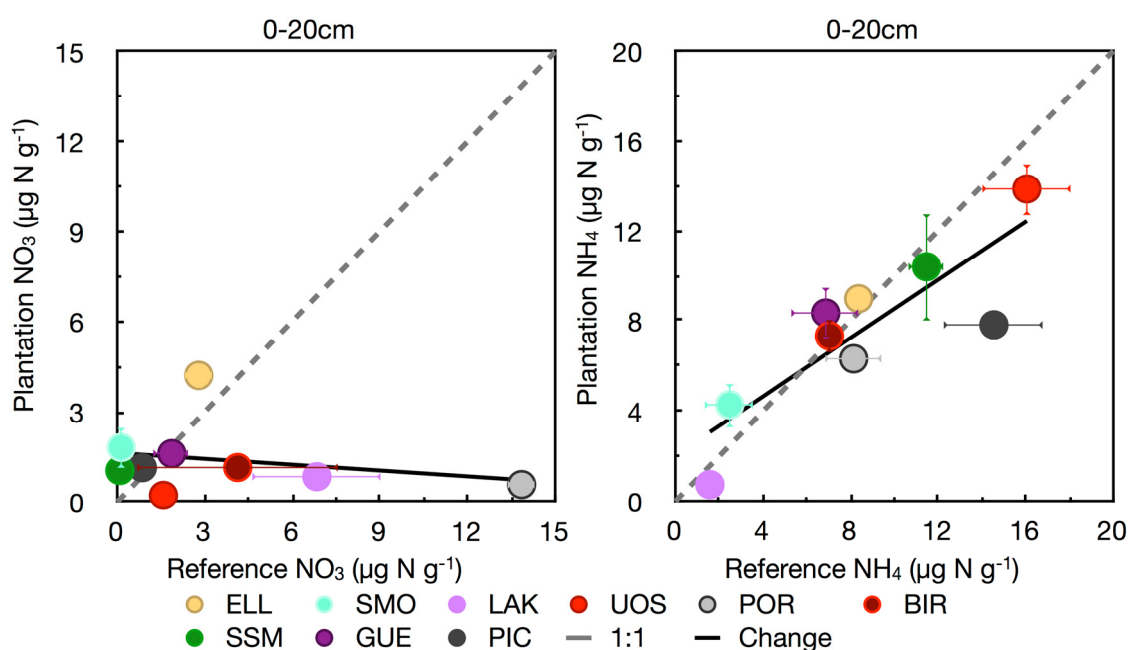 0-20cm
15
12
9
6
3
0
Plantation NO₃ (µg N g⁻¹)
0 3 6 9 12 15
Reference NO₃ (µg N g⁻¹)
0-20cm
20
16
12
8
4
0
Plantation NH₄ (µg N g⁻¹)
0 4 8 12 16 20
Reference NH₄ (µg N g⁻¹)
ELL SMO LAK UOS POR BIR
SSM GUE PIC 1:1 Change